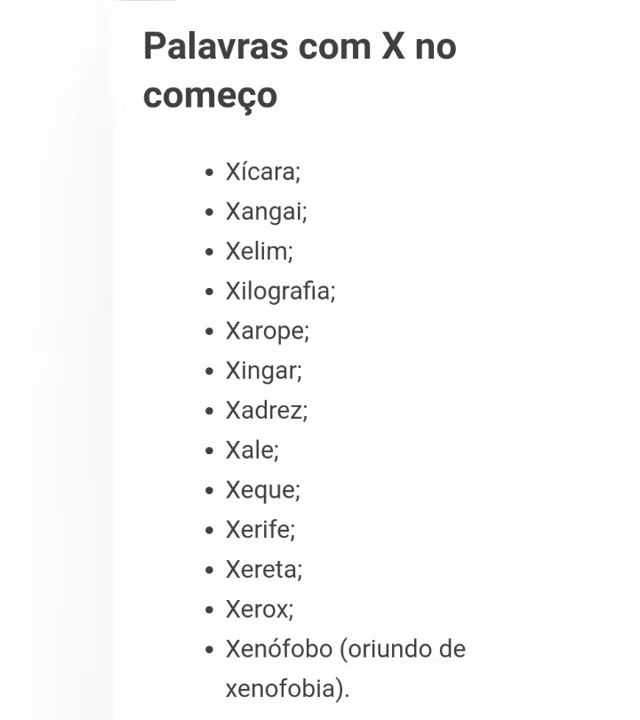 Palavras com X no
começo
• Xícara;
• Xangai;
• Xelim;
• Xilografia;
• Xarope;
• Xingar;
• Xadrez;
• Xale;
• Xeque;
• Xerife;
• Xereta;
• Xerox;
• Xenófobo (oriundo de
xenofobia).